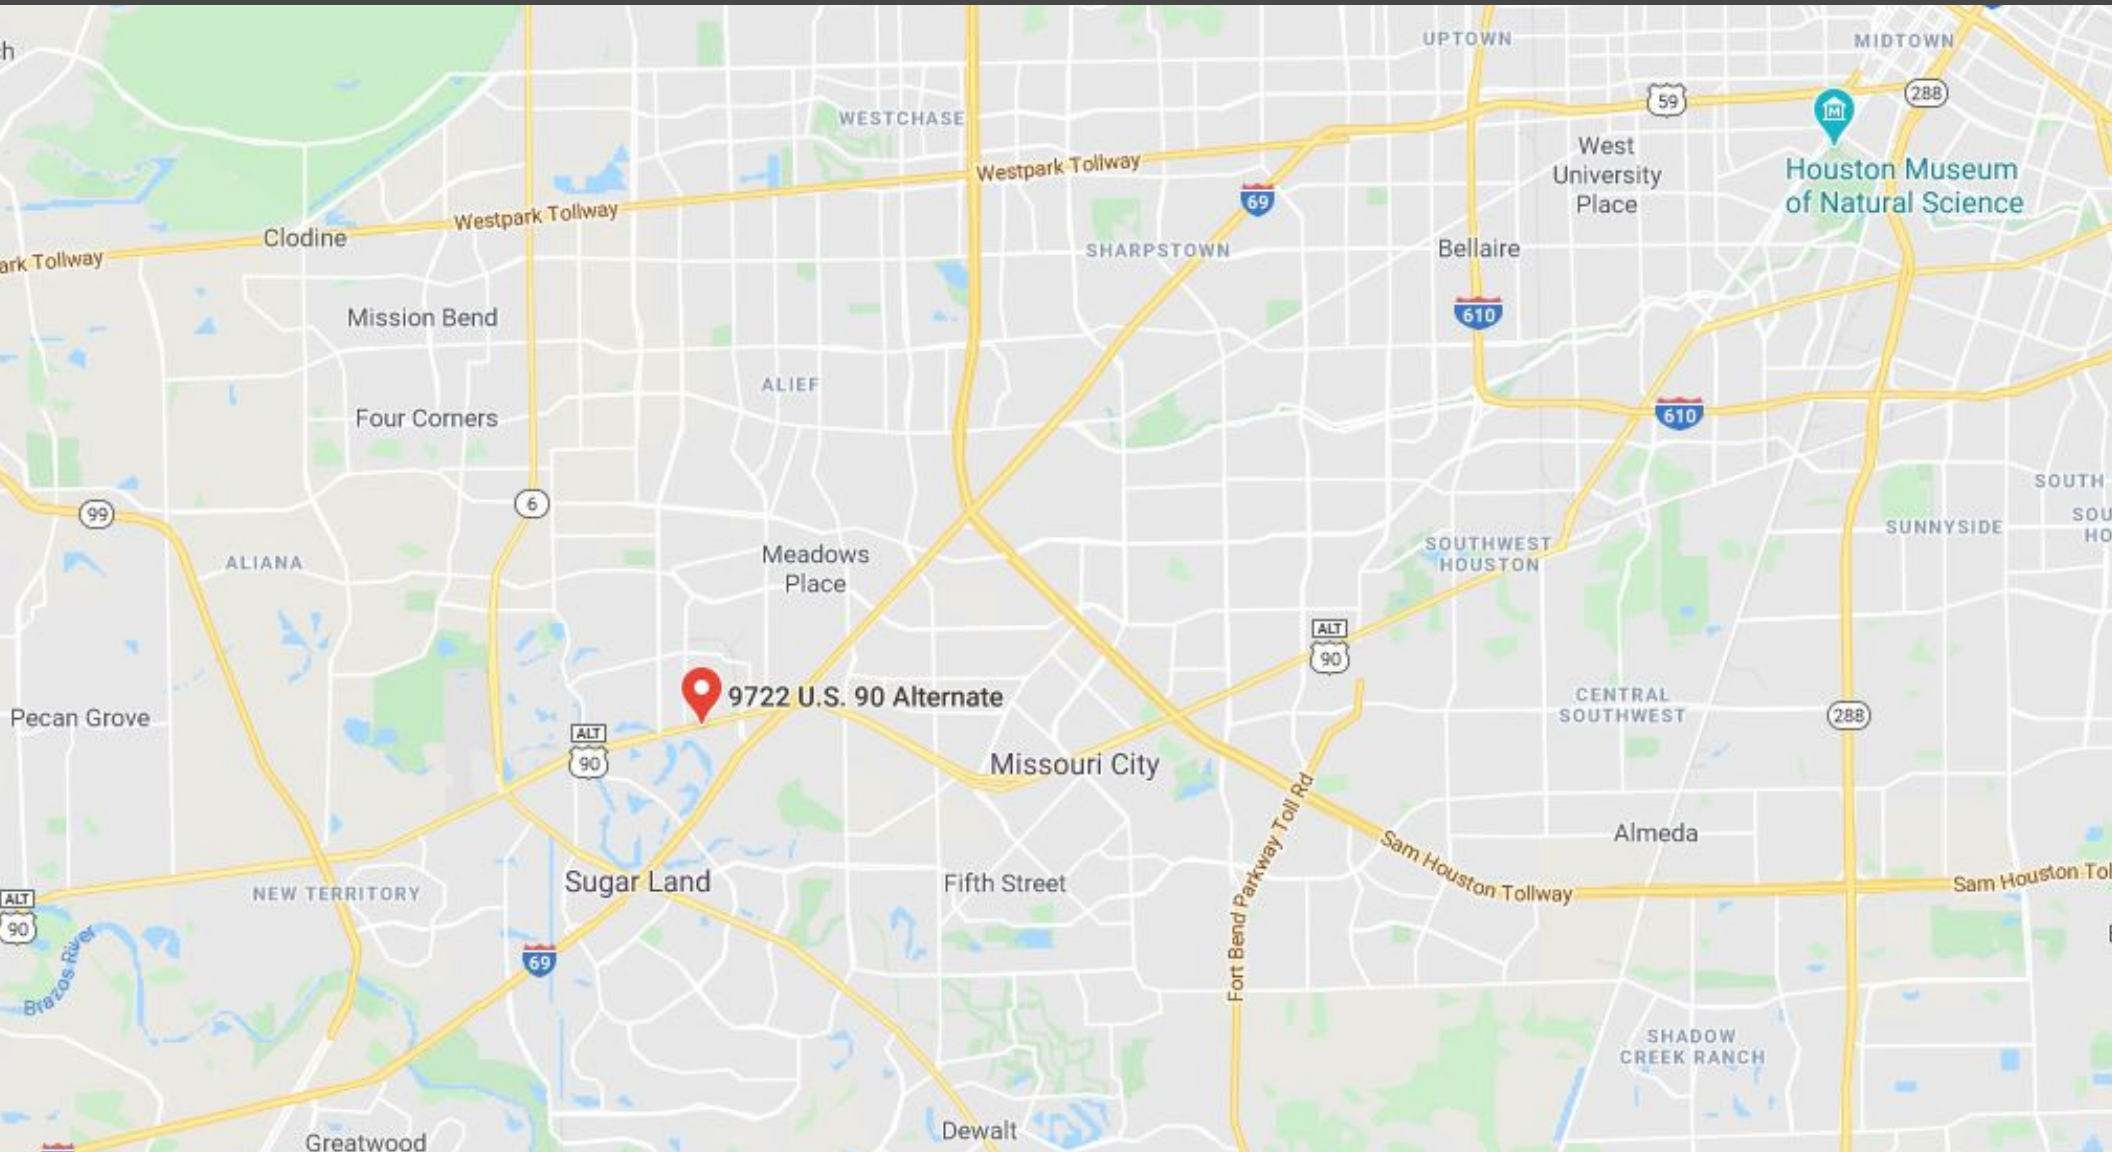 h
UPTOWN
MIDTOWN
WESTCHASE
59
288
Westpark Tollway
West
University
Place
Houston Museum
of Natural Science
69
Westpark Tollway
Clodine
SHARPSTOWN
Bellaire
ark Tollway
Mission Bend
610
ALIEF
Four Corners
610
6
99
SOUTH
SOU
HO
SUNNYSIDE
Meadows
Place
ALIANA
SOUTHWEST
HOUSTON
ALT
90
9722 U.S. 90 Alternate
Pecan Grove
CENTRAL
SOUTHWEST
288
ALT
90
Missouri City
Fort Bend Parkway Toll Rd
Almeda
Sam Houston Tollway
Sam Houston Tol
Sugar Land
Fifth Street
NEW TERRITORY
ALT
90
Brazos River
69
SHADOW
CREEK RANCH
Dewalt
Greatwood